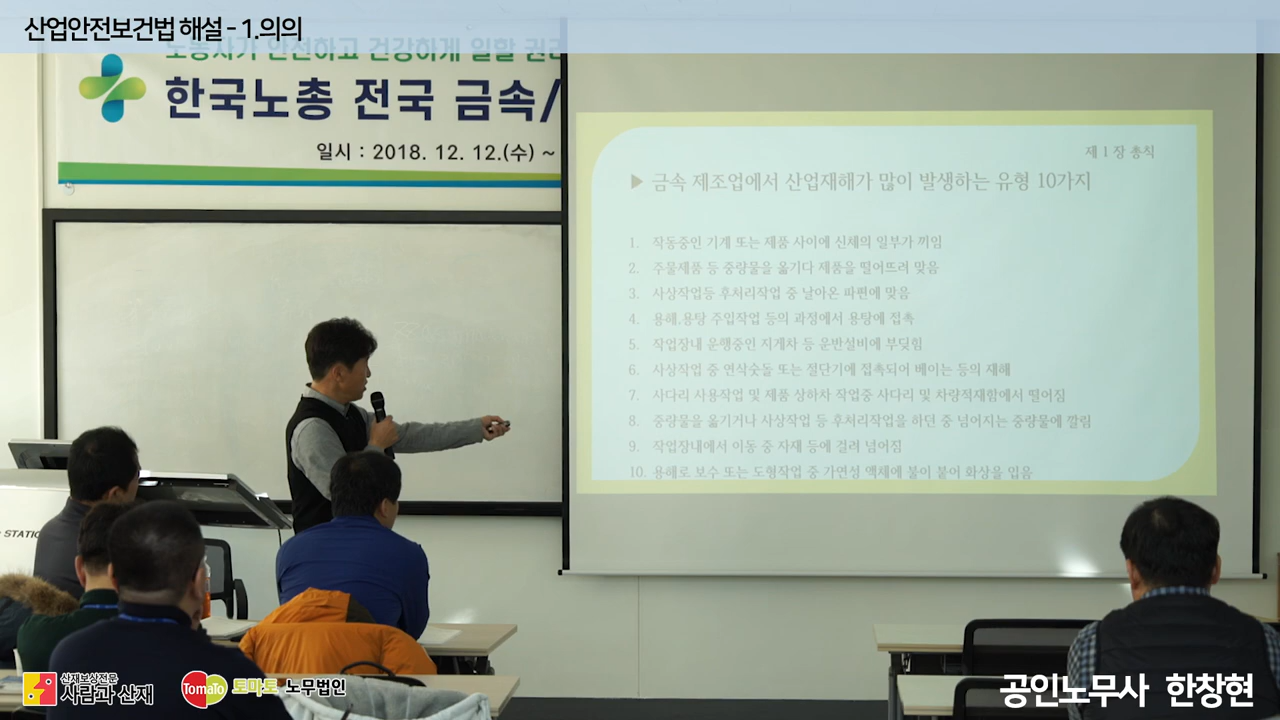 산업안전보건법 해설 - 1.의의
노동자가 안전하고 건강하게 일할 권리
한국노총 전국 금속/
일시 : 2018. 12. 12.(수) ~
제 1 장 총칙
▶ 금속 제조업에서 산업재해가 많이 발생하는 유형 10가지
1. 작동중인 기계 또는 제품 사이에 신체의 일부가 끼임
2. 주물제품 등 중량물을 옮기다 제품을 떨어뜨려 맞음
3. 사상작업등 후처리작업 중 날아온 파편에 맞음
4. 용해,용탕 주입작업 등의 과정에서 용탕에 접촉
5. 작업장내 운행중인 지게차 등 운반설비에 부딪힘
6. 사상작업 중 연삭숫돌 또는 절단기에 접촉되어 베이는 등의 재해
7. 사다리 사용작업 및 제품 상하차 작업중 사다리 및 차량적재함에서 떨어짐
8. 중량물을 옮기거나 사상작업 등 후처리작업을 하던 중 넘어지는 중량물에 깔림
9. 작업장내에서 이동 중 자재 등에 걸려 넘어짐
10. 용해로 보수 또는 도형작업 중 가연성 액체에 불이 붙어 화상을 입음
STATIO
산재보상전문
사람과 산재
TomaTo
토마토 노무법인
공인노무사 한창현